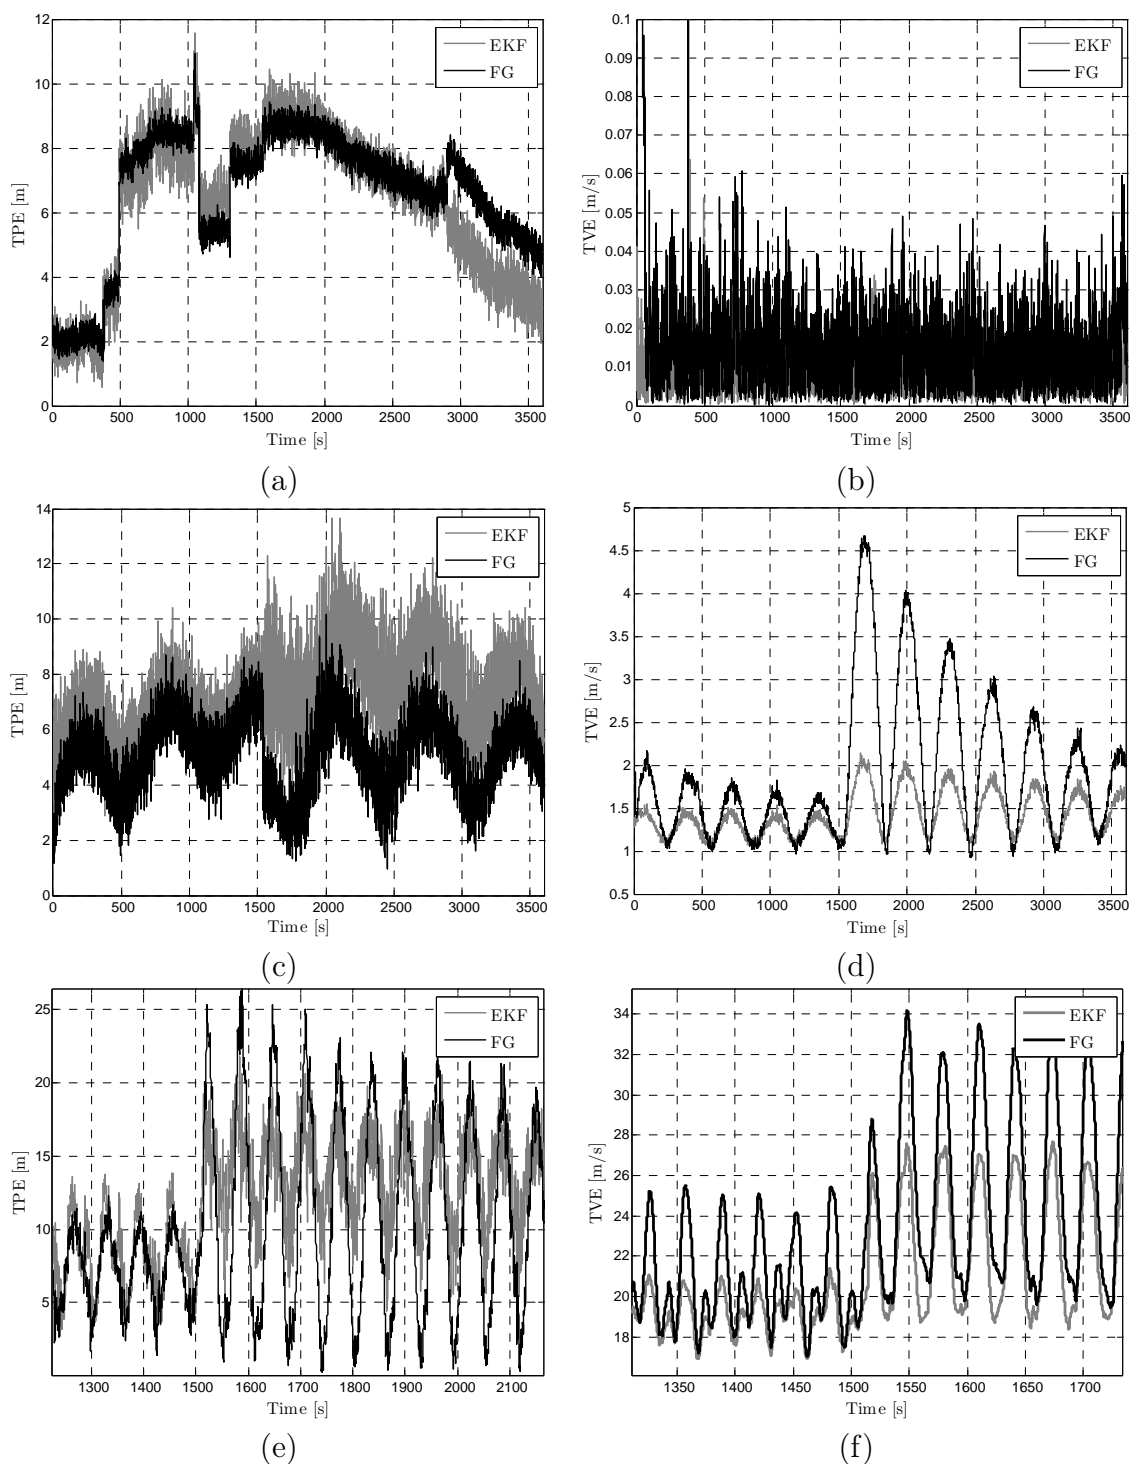 12
10
8
6
4
2
0
TPE [m]
EKF
FG
0 500 1000 1500 2000 2500 3000 3500
Time [s]
(a)
0.1
0.09
0.08
0.07
0.06
0.05
0.04
0.03
0.02
0.01
0
TVE [m/s]
EKF
FG
0 500 1000 1500 2000 2500 3000 3500
Time [s]
(b)
14
12
10
8
6
4
2
0
TPE [m]
EKF
FG
0 500 1000 1500 2000 2500 3000 3500
Time [s]
(c)
5
4.5
4
3.5
3
2.5
2
1.5
1
0.5
TVE [m/s]
EKF
FG
0 500 1000 1500 2000 2500 3000 3500
Time [s]
(d)
25
20
15
10
5
TPE [m]
EKF
FG
1300 1400 1500 1600 1700 1800 1900 2000 2100
Time [s]
(e)
34
32
30
28
26
24
22
20
18
TVE [m/s]
EKF
FG
1350 1400 1450 1500 1550 1600 1650 1700
Time [s]
(f)